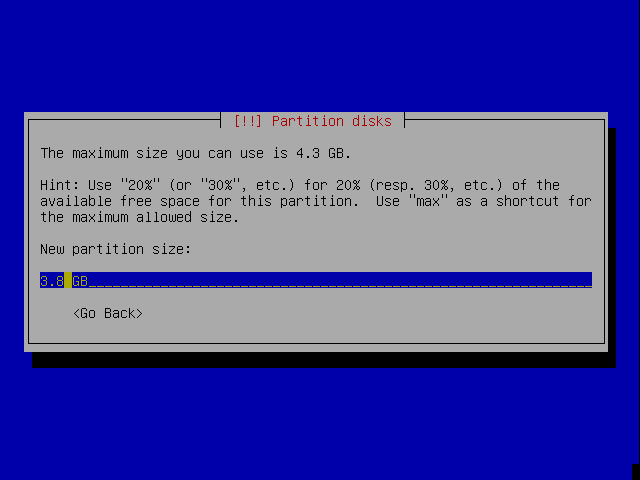 [!!] Partition disks
The maximum size you can use is 4.3 GB.
Hint: Use "20%" (or "30%", etc.) for 20% (resp. 30%, etc.) of the
available free space for this partition.  Use "max" as a shortcut for
the maximum allowed size.
New partition size:
3.8 GB
<Go Back>